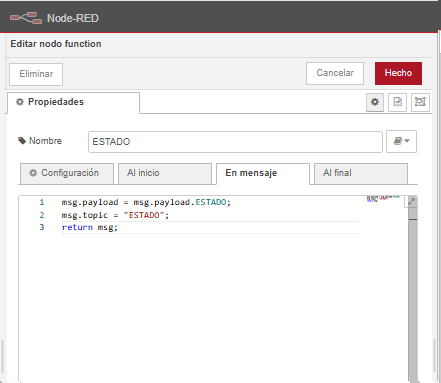 Node-RED
Editar nodo function
Eliminar
Cancelar
Hecho
Propiedades
Nombre
ESTADO
Configuración
Al inicio
En mensaje
Al final
1 msg.payload = msg.payload.ESTADO;
2 msg.topic = "ESTADO";
3 return msg;